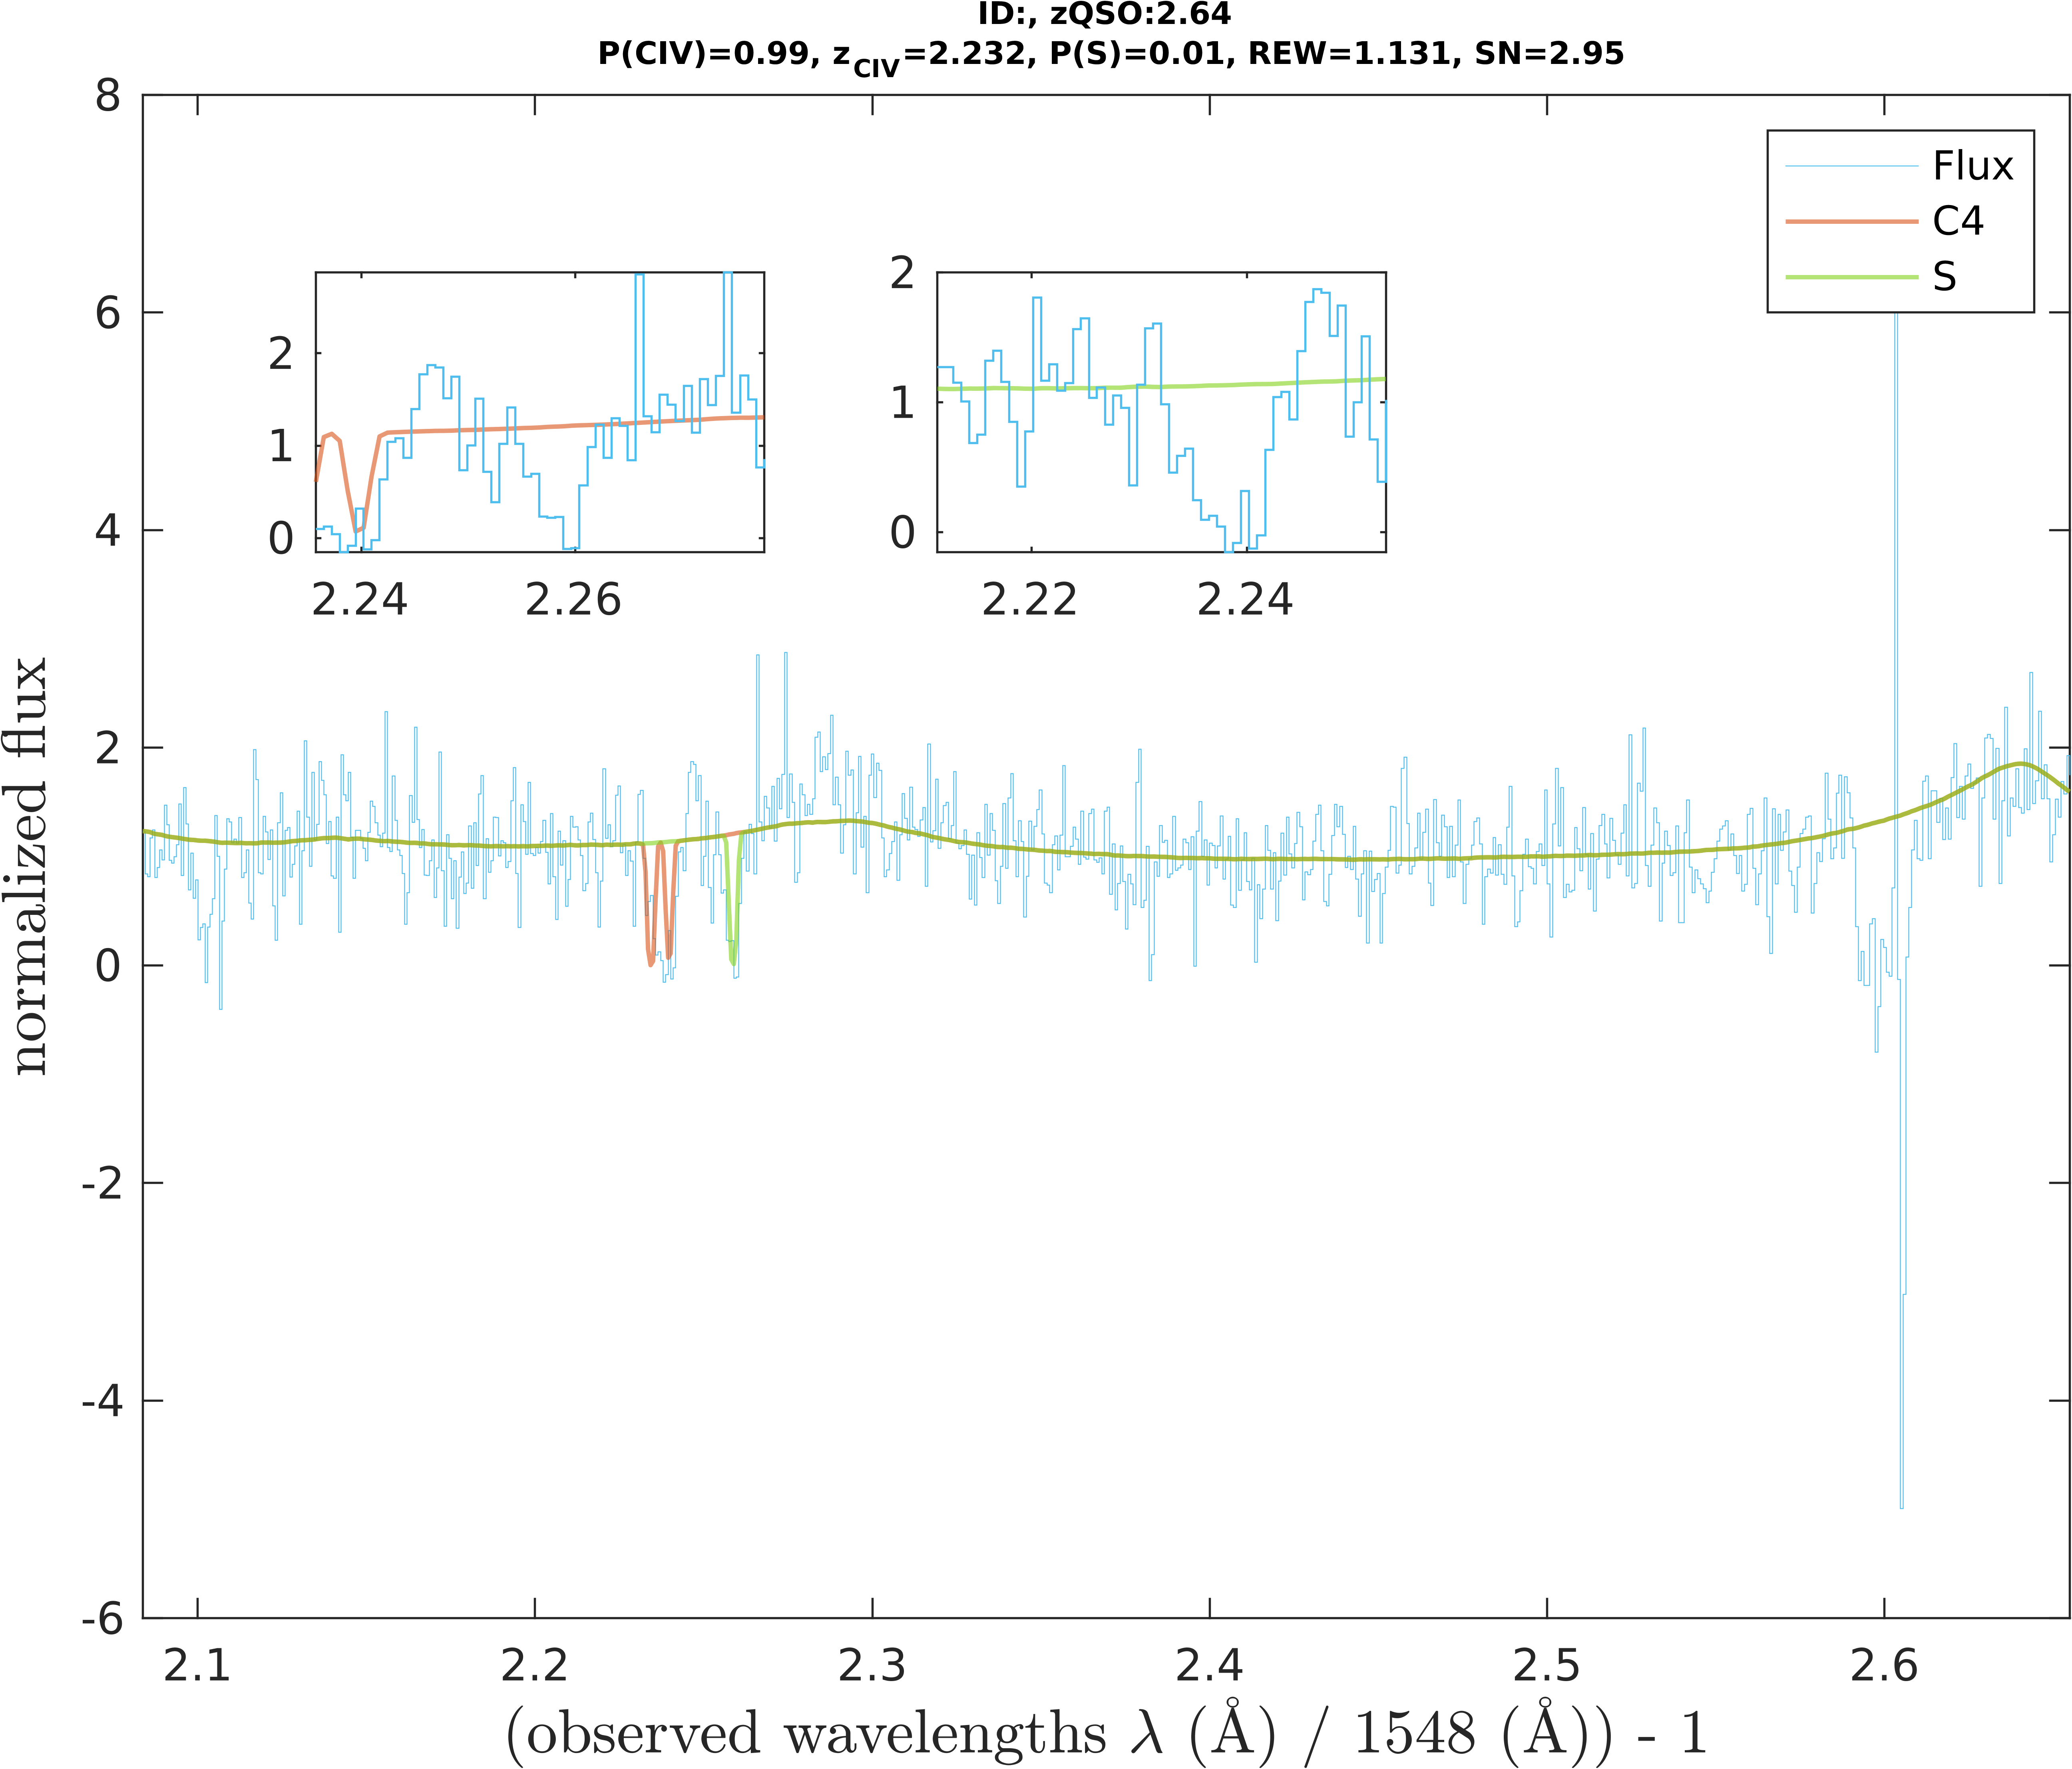 ID:, zQSO:2.64
P(CIV)=0.99, zCIV=2.232, P(S)=0.01, REW=1.131, SN=2.95
8
6
4
2
0
-2
-4
-6
normalized flux
Flux
C4
S
2
1
0
2.24 2.26
2
1
0
2.22 2.24
2.1 2.2 2.3 2.4 2.5 2.6
(observed wavelengths λ (Å) / 1548 (Å)) - 1